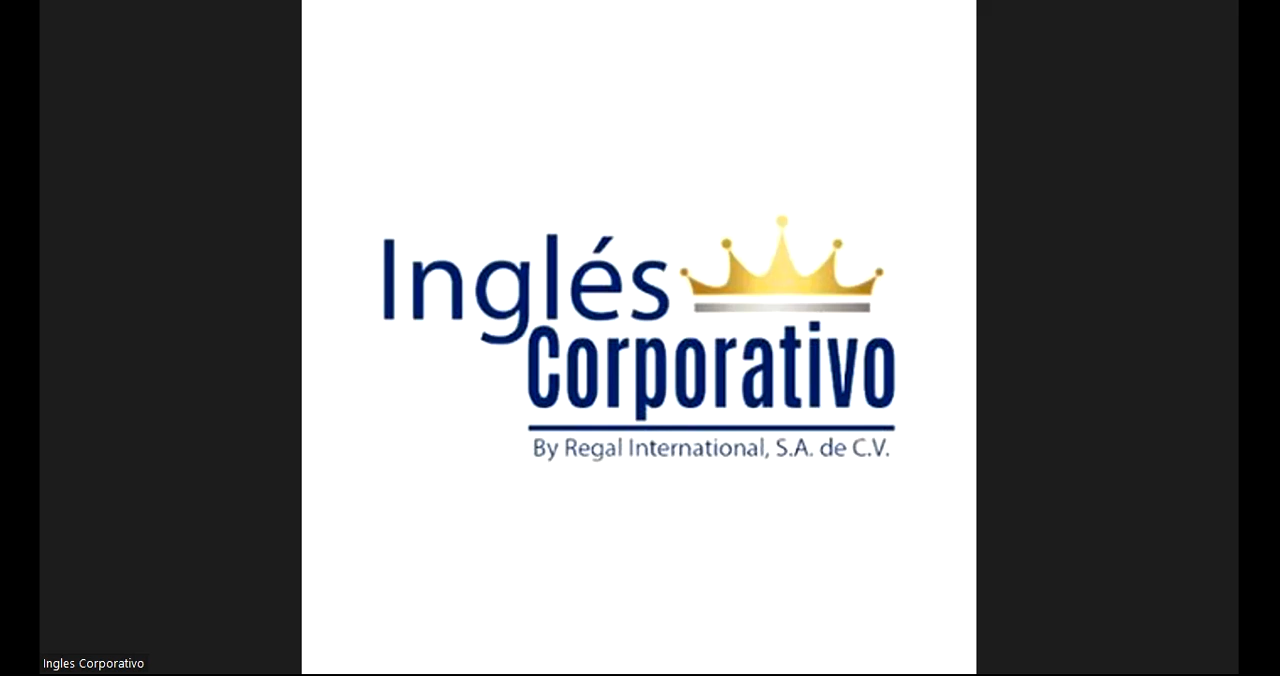 Inglés
Corporativo
By Regal International, S.A. de C.V.
Ingles Corporativo